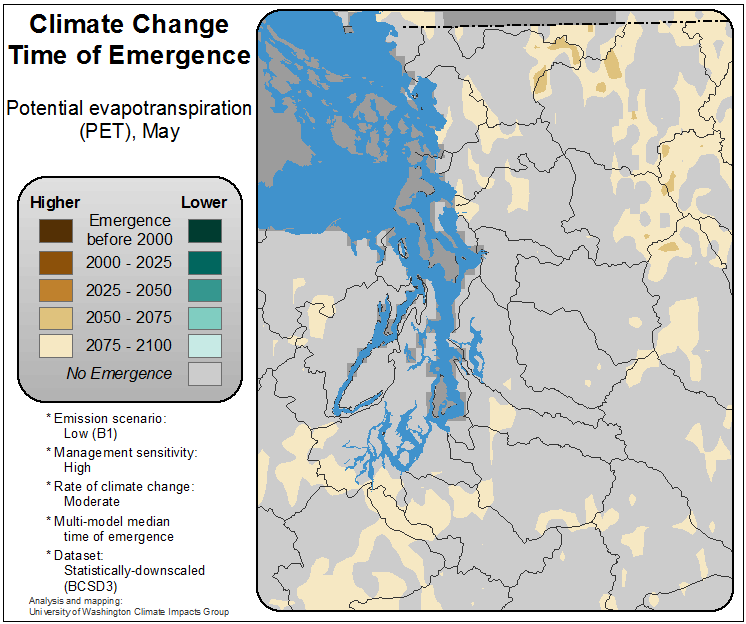 Climate Change
Time of Emergence
Potential evapotranspiration
(PET), May
Higher Lower
Emergence
before 2000
2000 - 2025
2025 - 2050
2050 - 2075
2075 - 2100
No Emergence
* Emission scenario:
Low (B1)
* Management sensitivity:
High
* Rate of climate change:
Moderate
* Multi-model median
time of emergence
* Dataset:
Statistically-downscaled
(BCSD3)
Analysis and mapping:
University of Washington Climate Impacts Group